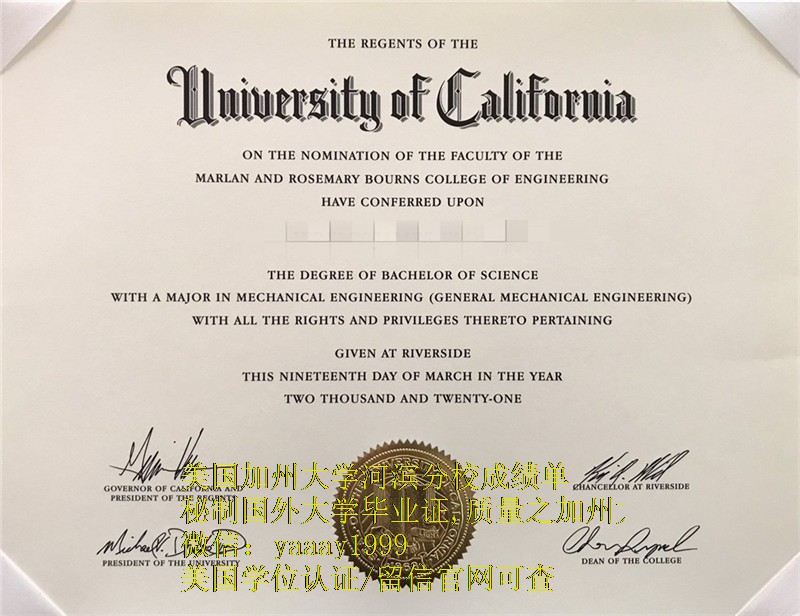 THE REGENTS OF THE
University of California
ON THE NOMINATION OF THE FACULTY OF THE
MARLAN AND ROSEMARY BOURNS COLLEGE OF ENGINEERING
HAVE CONFERRED UPON
THE DEGREE OF BACHELOR OF SCIENCE
WITH A MAJOR IN MECHANICAL ENGINEERING (GENERAL MECHANICAL ENGINEERING)
WITH ALL THE RIGHTS AND PRIVILEGES THERETO PERTAINING
GIVEN AT RIVERSIDE
THIS NINETEENTH DAY OF MARCH IN THE YEAR
TWO THOUSAND AND TWENTY-ONE
GOVERNOR OF CALIFORNIA AND
PRESIDENT OF THE REGENTS
CHANCELLOR AT RIVERSIDE
PRESIDENT OF THE UNIVERSITY
DEAN OF THE COLLEGE
美国加州大学河滨分校成绩单
秘制国外大学毕业证,质量之加州
微信: yaaay1999
美国学位认证/留信官网可查